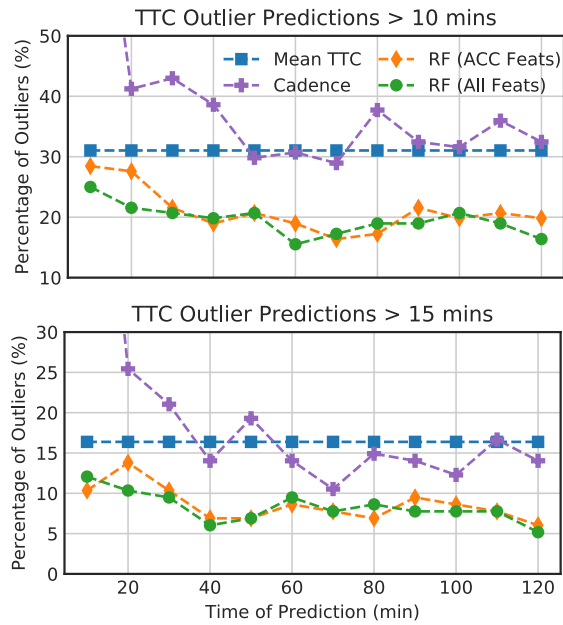 TTC Outlier Predictions > 10 mins
Percentage of Outliers (%)
50
40
30
20
10
Mean TTC
Cadence
RF (ACC Feats)
RF (All Feats)
TTC Outlier Predictions > 15 mins
Percentage of Outliers (%)
30
25
20
15
10
5
0
20
40
60
80
100
120
Time of Prediction (min)